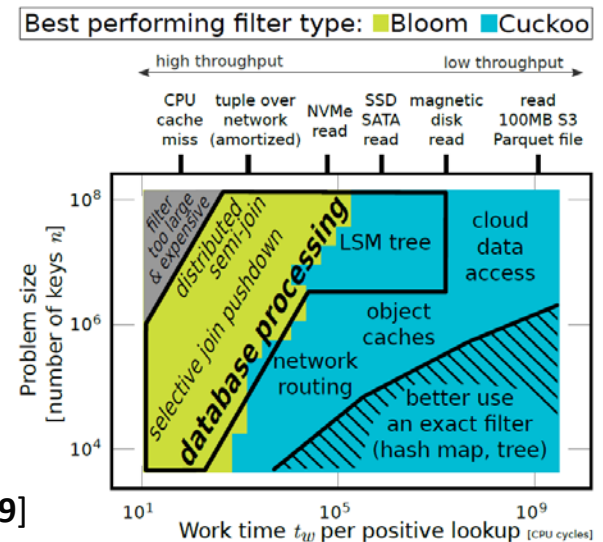 Best performing filter type: Bloom Cuckoo
high throughput
low throughput
CPU
cache
miss
tuple over
network
(amortized)
NVMe
read
SSD
SATA
read
magnetic
disk
read
read
100MB S3
Parquet file
Problem size
[number of keys n]
10^8
10^6
10^4
filter
too large
& expensive
distributed
semi-join
selective join pushdown
database processing
LSM tree
cloud
data
access
object
caches
network
routing
better use
an exact filter
(hash map, tree)
9]
10^1
10^5
10^9
Work time t_w per positive lookup [CPU cycles]